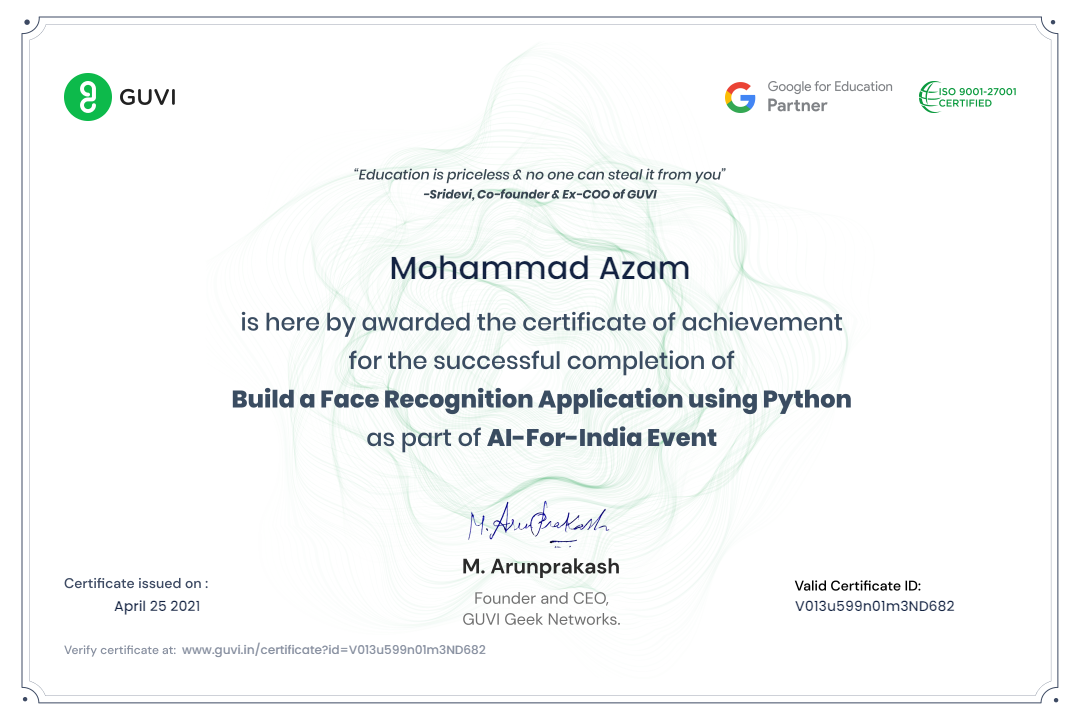 GUVI
Google for Education
Partner
ISO 9001-27001
CERTIFIED
“Education is priceless & no one can steal it from you”
-Sridevi, Co-founder & Ex-COO of GUVI
Mohammad Azam
is here by awarded the certificate of achievement
for the successful completion of
Build a Face Recognition Application using Python
as part of AI-For-India Event
M. ArunPrakash
M. Arunprakash
Founder and CEO,
GUVI Geek Networks.
Certificate issued on :
April 25 2021
Valid Certificate ID:
V013u599n01m3ND682
Verify certificate at: www.guvi.in/certificate?id=V013u599n01m3ND682